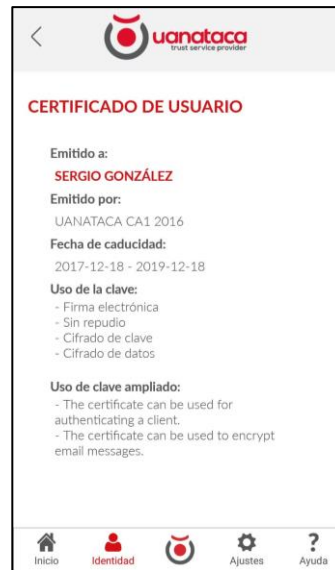 uanataca
trust service provider
CERTIFICADO DE USUARIO
Emitido a:
SERGIO GONZÁLEZ
Emitido por:
UANATACA CA1 2016
Fecha de caducidad:
2017-12-18 - 2019-12-18
Uso de la clave:
- Firma electrónica
- Sin repudio
- Cifrado de clave
- Cifrado de datos
Uso de clave ampliado:
- The certificate can be used for
authenticating a client.
- The certificate can be used to encrypt
email messages.
Inicio
Identidad
Ajustes
?
Ayuda